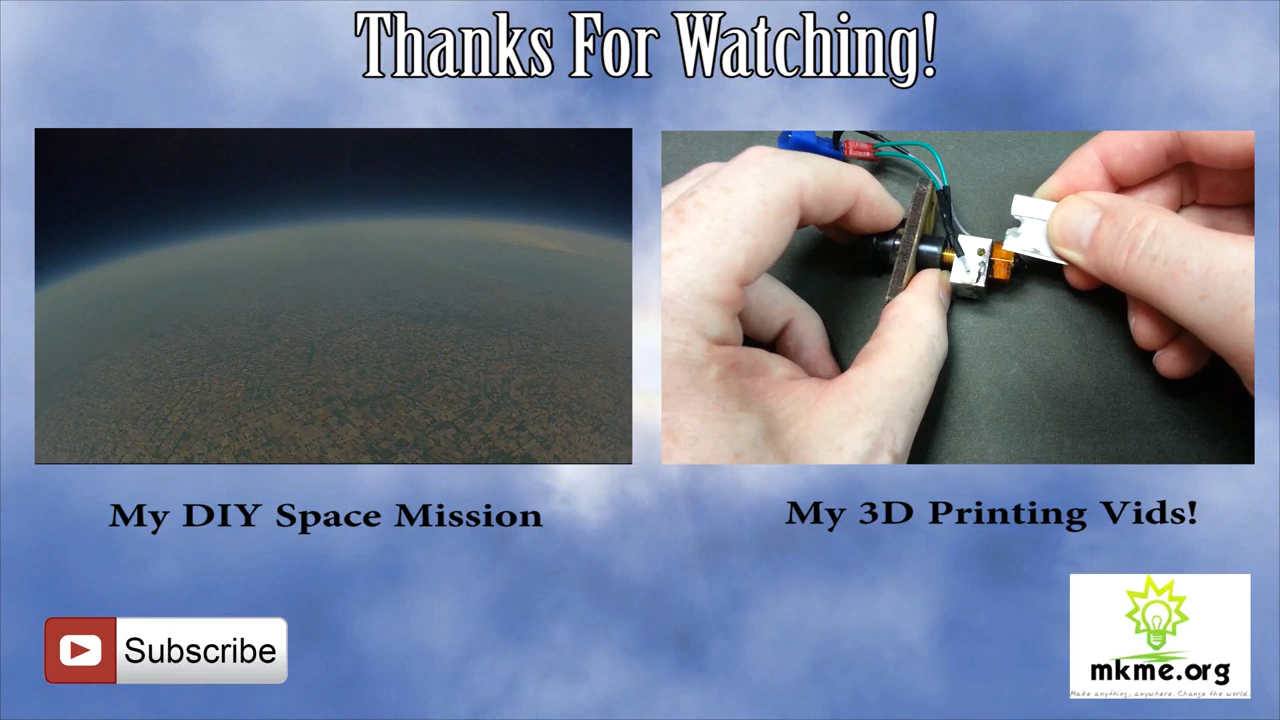 Thanks For Watching!
My DIY Space Mission
My 3D Printing Vids!
Subscribe
mkme.org
Make anything, anywhere. Change the world.